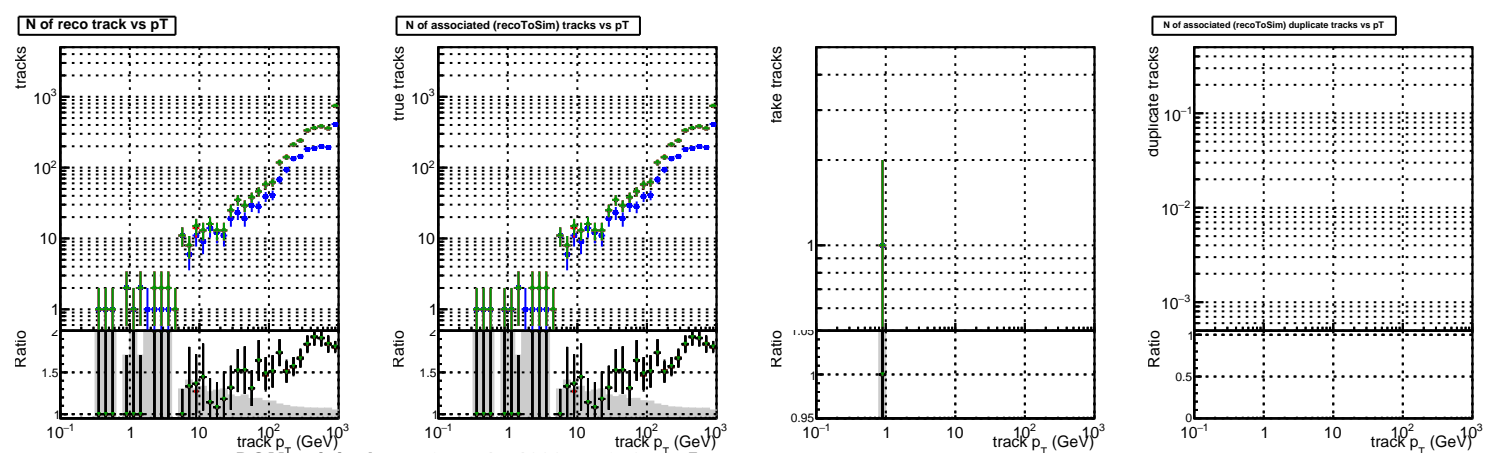 N of reco track vs pT
tracks
10³
10²
10
1
Ratio
2
1.5
1
10⁻¹ 1 10 10² 10³
track p_T (GeV)
N of associated (recoToSim) tracks vs pT
true tracks
10³
10²
10
1
Ratio
2
1.5
1
10⁻¹ 1 10 10² 10³
track p_T (GeV)
fake tracks
1
Ratio
1.05
1
0.95
10⁻¹ 1 10 10² 10³
track p_T (GeV)
N of associated (recoToSim) duplicate tracks vs pT
duplicate tracks
10⁻¹
10⁻²
10⁻³
Ratio
1
0.5
0
10⁻¹ 1 10 10² 10³
track p_T (GeV)